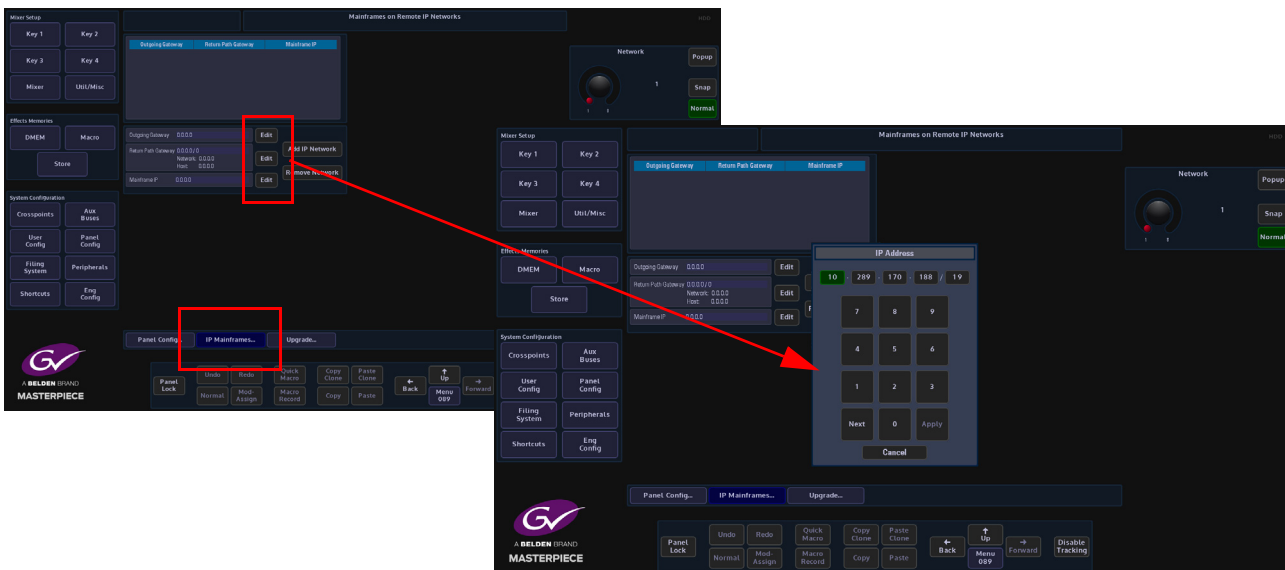 Mixer Setup
Mainframes on Remote IP Networks
HDD
Key 1
Key 2
Key 3
Key 4
Mixer
Util/Misc
Outgoing Gateway
Return Path Gateway
Mainframe IP
Network
1
Popup
Snap
Normal
Effects Memories
DMEM
Macro
Store
Outgoing Gateway 0.0.0.0
Edit
Return Path Gateway 0.0.0.0 / 0
Network: 0.0.0.0
Host: 0.0.0.0
Edit
Mainframe IP 0.0.0.0
Edit
Add IP Network
Remove Network
System Configuration
Crosspoints
Aux
Buses
User
Config
Panel
Config
Filing
System
Peripherals
Shortcuts
Eng
Config
Panel Config...
IP Mainframes...
Upgrade...
GV
A BELDEN BRAND
MASTERPIECE
Panel
Lock
Undo
Redo
Normal
Mod-
Assign
Quick
Macro
Macro
Record
Copy
Clone
Paste
Clone
Copy
Paste
Back
Up
Menu
089
Forward
Mixer Setup
Mainframes on Remote IP Networks
HDD
Key 1
Key 2
Key 3
Key 4
Mixer
Util/Misc
Outgoing Gateway
Return Path Gateway
Mainframe IP
Network
1
Popup
Snap
Normal
Effects Memories
DMEM
Macro
Store
Outgoing Gateway 0.0.0.0
Edit
Return Path Gateway 0.0.0.0 / 0
Network: 0.0.0.0
Host: 0.0.0.0
Edit
Mainframe IP 0.0.0.0
Edit
IP Address
10 . 289 . 170 . 188 / 19
7 8 9
4 5 6
1 2 3
Next 0 Apply
Cancel
System Configuration
Crosspoints
Aux
Buses
User
Config
Panel
Config
Filing
System
Peripherals
Shortcuts
Eng
Config
Panel Config...
IP Mainframes...
Upgrade...
GV
A BELDEN BRAND
MASTERPIECE
Panel
Lock
Undo
Redo
Normal
Mod-
Assign
Quick
Macro
Macro
Record
Copy
Clone
Paste
Clone
Copy
Paste
Back
Up
Menu
089
Forward
Disable
Tracking